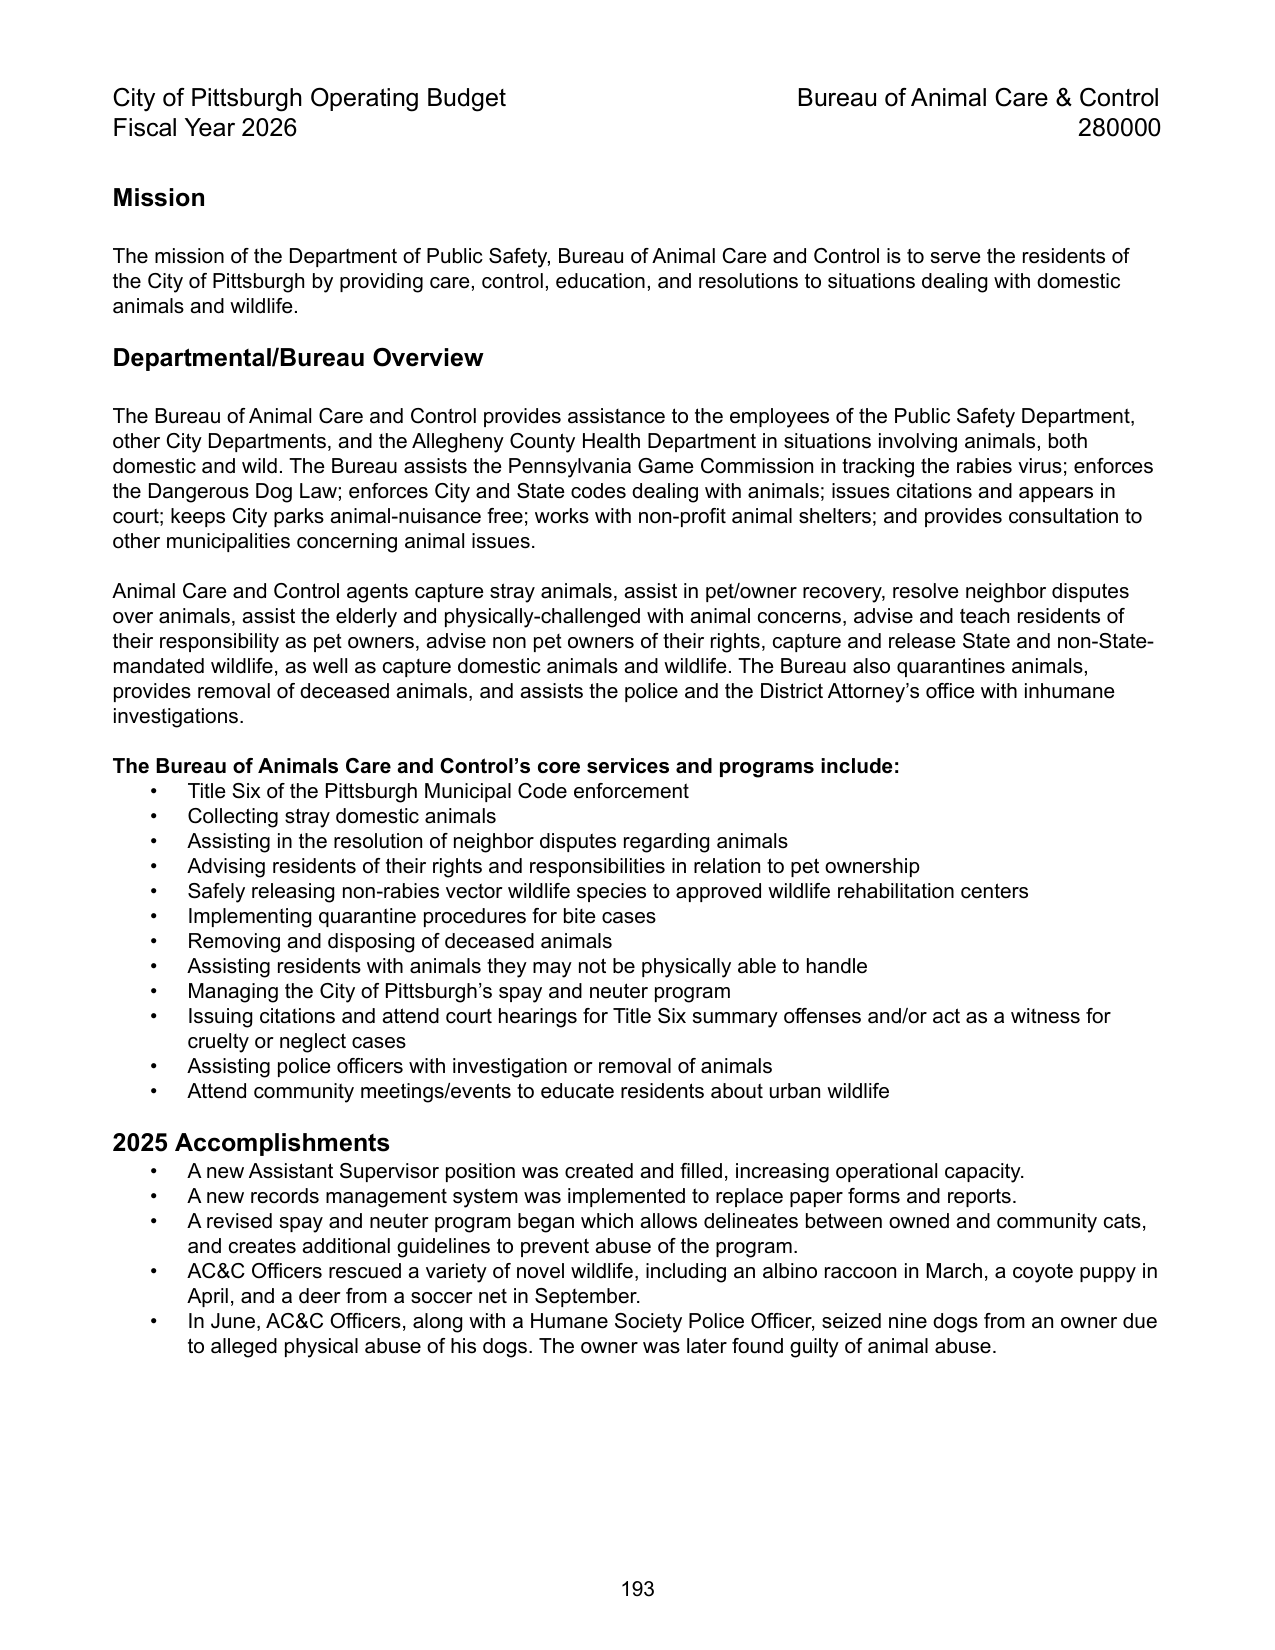 City of Pittsburgh Operating Budget
Fiscal Year 2026
Bureau of Animal Care & Control
280000
Mission
The mission of the Department of Public Safety, Bureau of Animal Care and Control is to serve the residents of
the City of Pittsburgh by providing care, control, education, and resolutions to situations dealing with domestic
animals and wildlife.
Departmental/Bureau Overview
The Bureau of Animal Care and Control provides assistance to the employees of the Public Safety Department,
other City Departments, and the Allegheny County Health Department in situations involving animals, both
domestic and wild. The Bureau assists the Pennsylvania Game Commission in tracking the rabies virus; enforces
the Dangerous Dog Law; enforces City and State codes dealing with animals; issues citations and appears in
court; keeps City parks animal-nuisance free; works with non-profit animal shelters; and provides consultation to
other municipalities concerning animal issues.
Animal Care and Control agents capture stray animals, assist in pet/owner recovery, resolve neighbor disputes
over animals, assist the elderly and physically-challenged with animal concerns, advise and teach residents of
their responsibility as pet owners, advise non pet owners of their rights, capture and release State and non-State-
mandated wildlife, as well as capture domestic animals and wildlife. The Bureau also quarantines animals,
provides removal of deceased animals, and assists the police and the District Attorney’s office with inhumane
investigations.
The Bureau of Animals Care and Control’s core services and programs include:
• Title Six of the Pittsburgh Municipal Code enforcement
• Collecting stray domestic animals
• Assisting in the resolution of neighbor disputes regarding animals
• Advising residents of their rights and responsibilities in relation to pet ownership
• Safely releasing non-rabies vector wildlife species to approved wildlife rehabilitation centers
• Implementing quarantine procedures for bite cases
• Removing and disposing of deceased animals
• Assisting residents with animals they may not be physically able to handle
• Managing the City of Pittsburgh’s spay and neuter program
• Issuing citations and attend court hearings for Title Six summary offenses and/or act as a witness for
cruelty or neglect cases
• Assisting police officers with investigation or removal of animals
• Attend community meetings/events to educate residents about urban wildlife
2025 Accomplishments
• A new Assistant Supervisor position was created and filled, increasing operational capacity.
• A new records management system was implemented to replace paper forms and reports.
• A revised spay and neuter program began which allows delineates between owned and community cats,
and creates additional guidelines to prevent abuse of the program.
• AC&C Officers rescued a variety of novel wildlife, including an albino raccoon in March, a coyote puppy in
April, and a deer from a soccer net in September.
• In June, AC&C Officers, along with a Humane Society Police Officer, seized nine dogs from an owner due
to alleged physical abuse of his dogs. The owner was later found guilty of animal abuse.
193